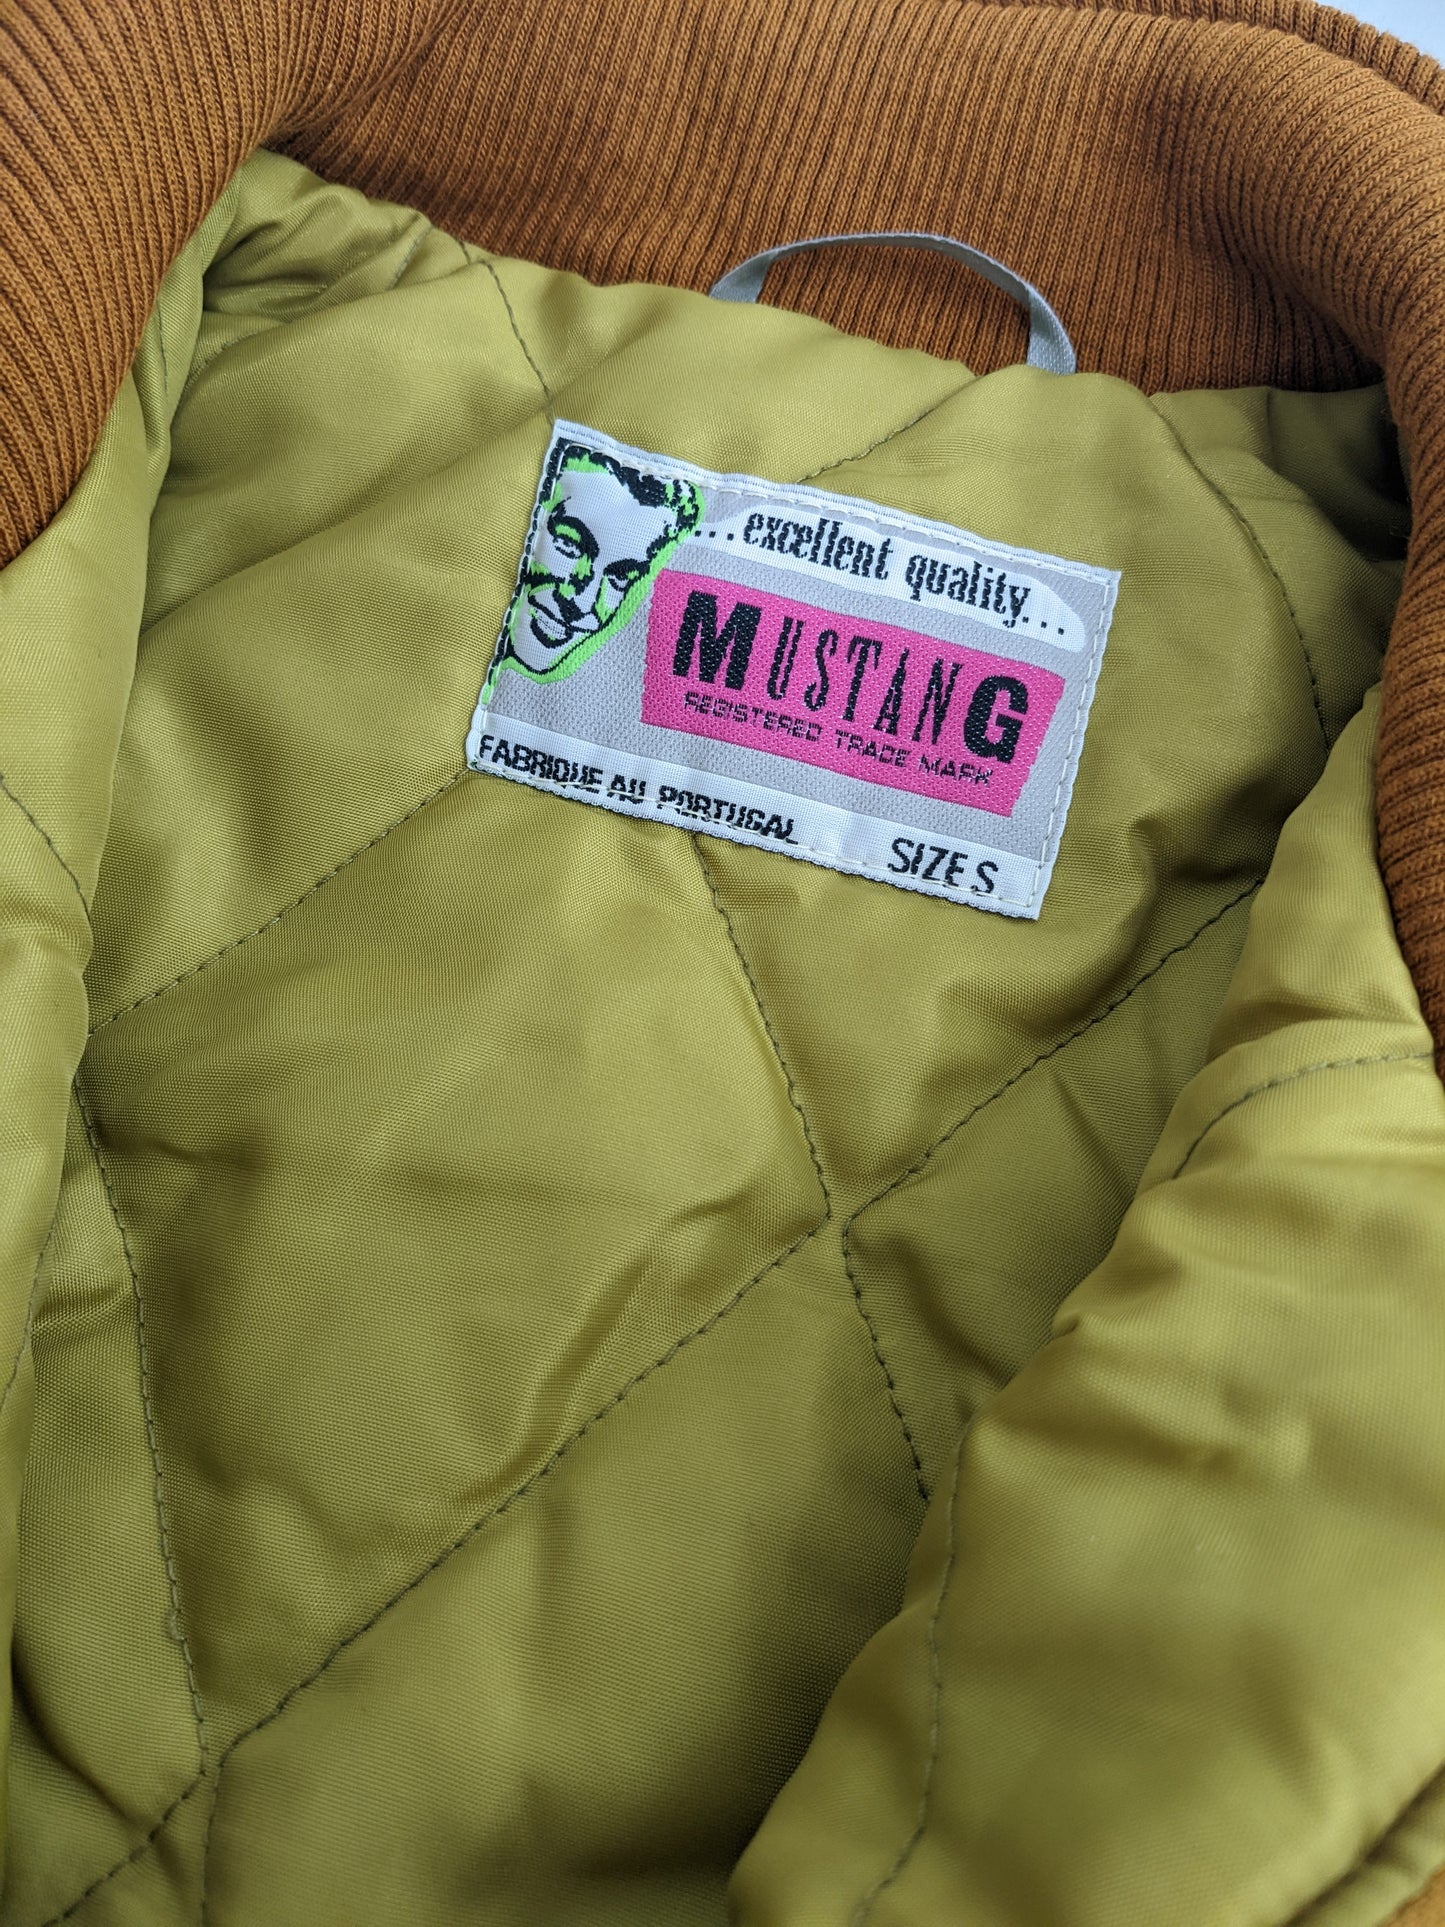 ...excellent quality...
MUSTANG
REGISTERED TRADE MARK
FABRIQUE AU PORTUGAL SIZE S